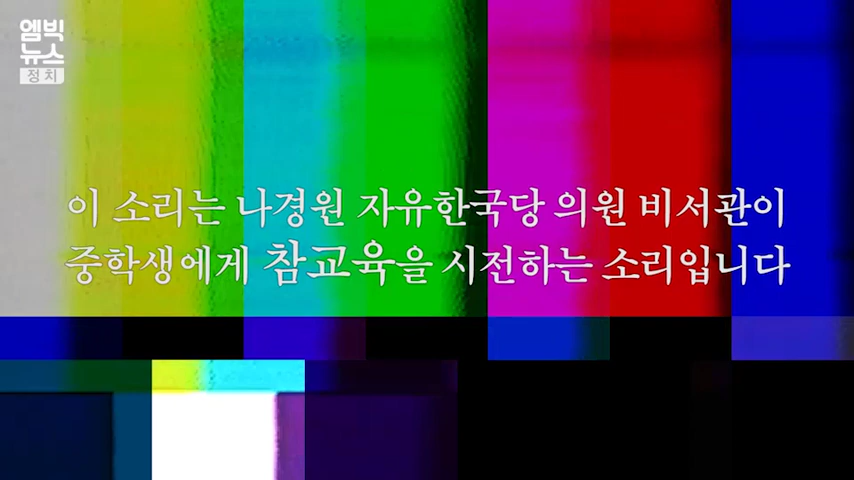 엠빅
뉴스
정치
이 소리는 나경원 자유한국당 의원 비서관이
중학생에게 참교육을 시전하는 소리입니다